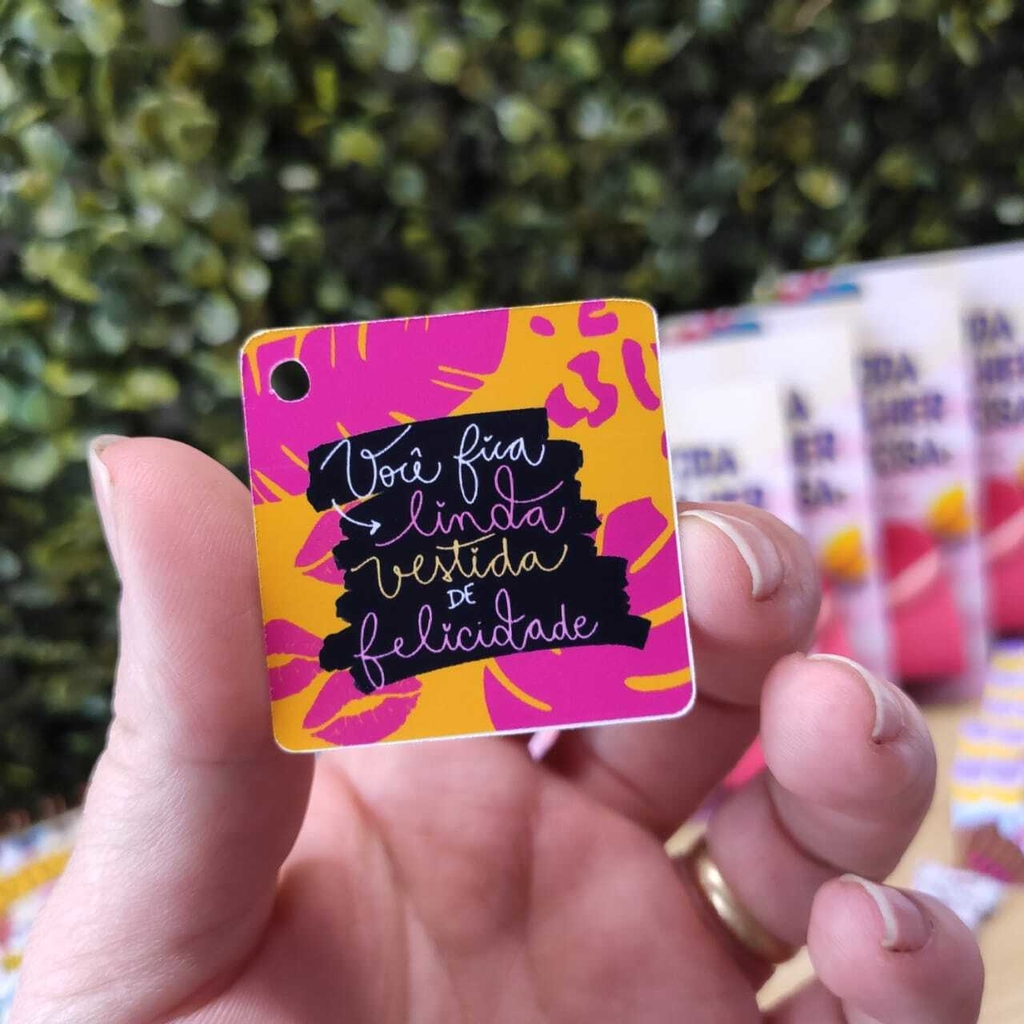 Você fica
linda
vestida
DE
felicidade